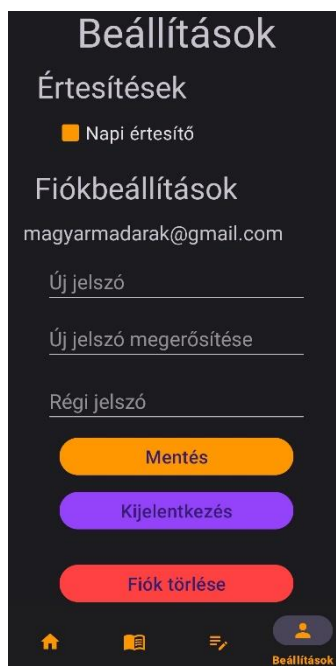 Beállítások
Értesítések
Napi értesítő
Fiókbeállítások
magyarmadarak@gmail.com
Új jelszó
Új jelszó megerősítése
Régi jelszó
Mentés
Kijelentkezés
Fiók törlése
Beállítások